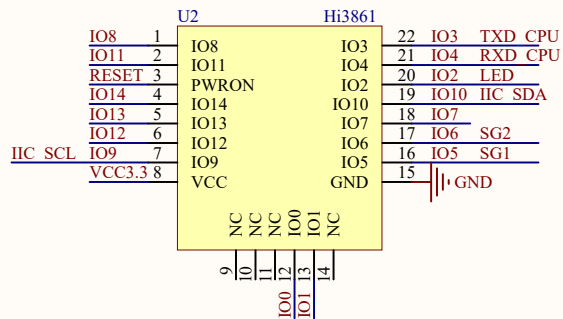 U2 Hi3861
IO8 1 IO8 IO3 22 IO3 TXD_CPU
IO11 2 IO11 IO4 21 IO4 RXD_CPU
RESET 3 PWRON IO2 20 IO2 LED
IO14 4 IO14 IO10 19 IO10 IIC_SDA
IO13 5 IO13 IO7 18 IO7
IO12 6 IO12 IO6 17 IO6 SG2
IIC_SCL IO9 7 IO9 IO5 16 IO5 SG1
VCC3.3 8 VCC GND 15 GND
NC NC NC IO0 IO1 NC
9 10 11 12 13 14
IO0 IO1